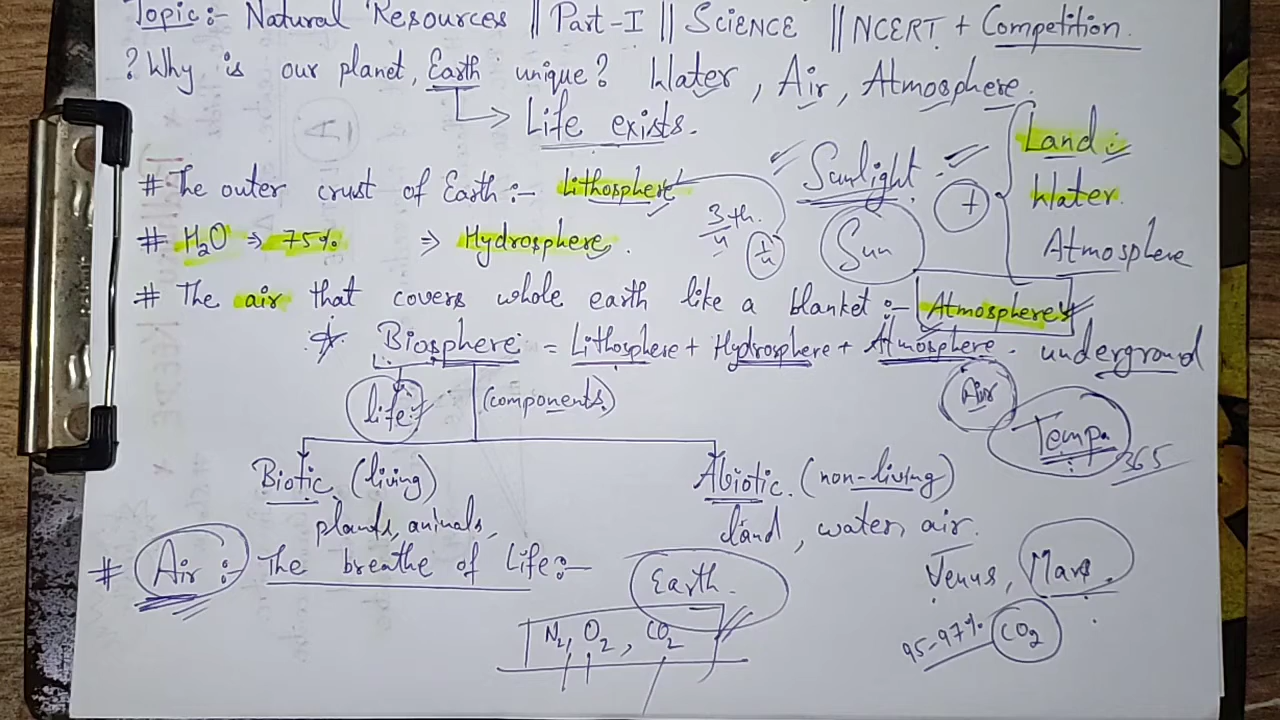 Topic:- Natural Resources || Part-I || SCIENCE || NCERT + Competition.
? Why is our planet, Earth unique? Water, Air, Atmosphere.
→ Life exists.
# The outer crust of Earth:- Lithosphere
# H₂O ⇒ 75% ⇒ Hydrosphere.
3/4 th.
1/4
Sunlight.
Sun
+
Land:
Water.
Atmosphere
# The air that covers whole earth like a blanket:- Atmosphere
☆ Biosphere = Lithosphere + Hydrosphere + Atmosphere. underground
life
(components)
Air
Temp.
365
Biotic (living)
plants, animals,
Abiotic. (non-living)
land, water, air.
# Air:- The breathe of Life:-
Earth.
N₂, O₂, CO₂
Venus, Mars.
95-97% CO₂